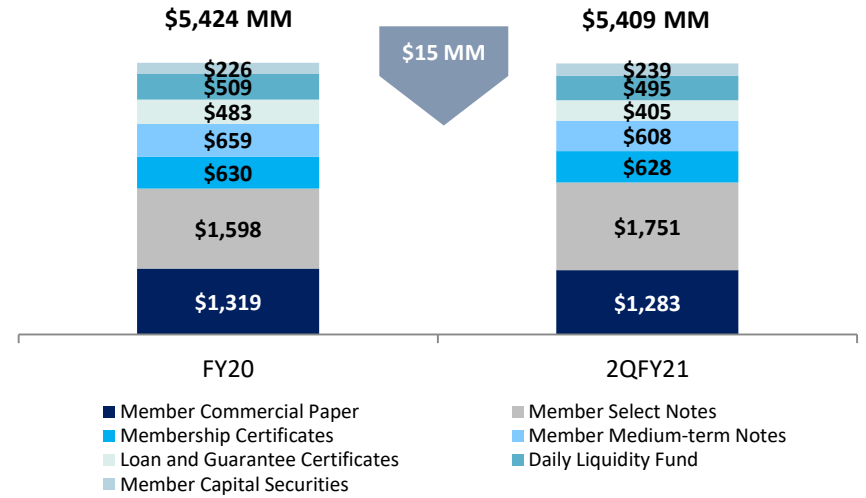 $5,424 MM
$5,409 MM
$15 MM
$226
$509
$483
$659
$630
$1,598
$1,319
$239
$495
$405
$608
$628
$1,751
$1,283
FY20
2QFY21
Member Commercial Paper
Member Select Notes
Membership Certificates
Member Medium-term Notes
Loan and Guarantee Certificates
Daily Liquidity Fund
Member Capital Securities